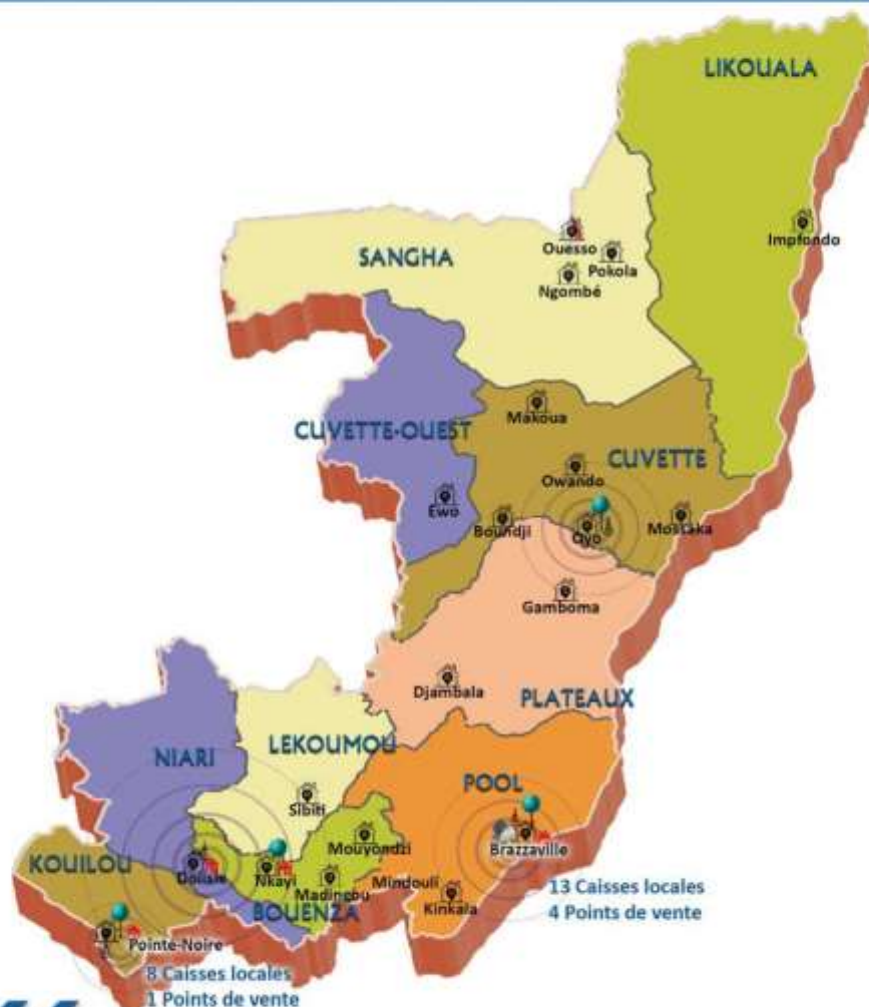 LIKOUALA
Impfondo
Ouesso
Pokola
SANGHA
Ngombé
Makoua
CUVETTE-OUEST
CUVETTE
Owando
Ewo
Boundji
Oyo
Mossaka
Gamboma
Djambala
PLATEAUX
NIARI
LEKOUMOU
POOL
Sibiti
Mouyondzi
Brazzaville
KOUILOU
Dolisie
Nkayi
Madingou
Mindouli
Kinkala
13 Caisses locales
4 Points de vente
BOUENZA
Pointe-Noire
8 Caisses locales
1 Points de vente